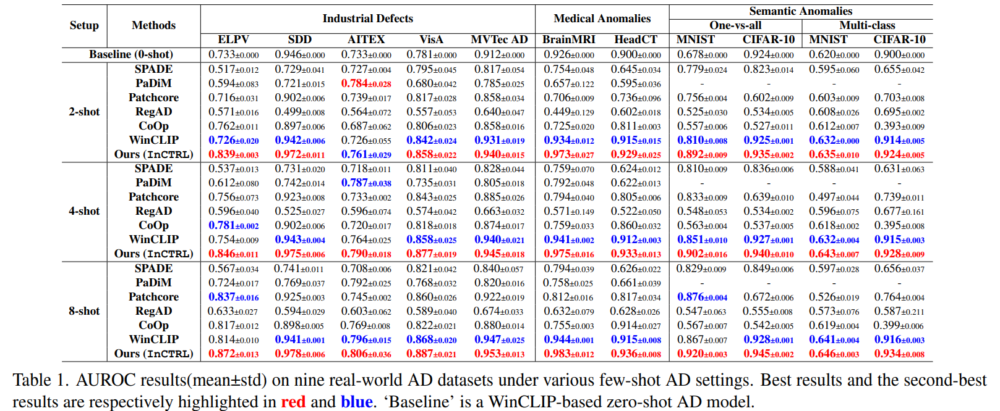 Setup Methods Industrial Defects Medical Anomalies Semantic Anomalies
One-vs-all Multi-class
ELPV SDD AITEX VisA MVTec AD BrainMRI HeadCT MNIST CIFAR-10 MNIST CIFAR-10
Baseline (0-shot) 0.733±0.000 0.946±0.000 0.733±0.000 0.781±0.000 0.912±0.000 0.926±0.000 0.900±0.000 0.678±0.000 0.924±0.000 0.620±0.000 0.900±0.000
2-shot
SPADE 0.517±0.012 0.729±0.041 0.727±0.004 0.795±0.045 0.817±0.054 0.754±0.048 0.645±0.034 0.779±0.024 0.823±0.014 0.595±0.060 0.655±0.042
PaDiM 0.594±0.083 0.721±0.015 0.784±0.028 0.680±0.042 0.785±0.025 0.657±0.122 0.595±0.036 - - - -
Patchcore 0.716±0.031 0.902±0.006 0.739±0.017 0.817±0.028 0.858±0.034 0.706±0.009 0.736±0.096 0.756±0.004 0.602±0.009 0.603±0.009 0.703±0.008
RegAD 0.571±0.016 0.499±0.008 0.564±0.072 0.557±0.053 0.640±0.047 0.449±0.129 0.602±0.018 0.525±0.030 0.534±0.005 0.608±0.026 0.695±0.002
CoOp 0.762±0.011 0.897±0.006 0.687±0.062 0.806±0.023 0.858±0.016 0.725±0.020 0.811±0.003 0.557±0.006 0.527±0.011 0.612±0.007 0.393±0.009
WinCLIP 0.726±0.020 0.942±0.006 0.726±0.055 0.842±0.024 0.931±0.019 0.934±0.012 0.915±0.015 0.810±0.008 0.925±0.001 0.632±0.000 0.914±0.005
Ours (InCTRL) 0.839±0.003 0.972±0.011 0.761±0.029 0.858±0.022 0.940±0.015 0.973±0.027 0.929±0.025 0.892±0.009 0.935±0.002 0.635±0.010 0.924±0.005
4-shot
SPADE 0.537±0.013 0.731±0.020 0.718±0.011 0.811±0.040 0.828±0.044 0.759±0.070 0.624±0.012 0.810±0.009 0.836±0.006 0.588±0.041 0.631±0.063
PaDiM 0.612±0.080 0.742±0.014 0.787±0.038 0.735±0.031 0.805±0.018 0.792±0.048 0.622±0.013 - - - -
Patchcore 0.756±0.073 0.923±0.008 0.733±0.002 0.843±0.025 0.885±0.026 0.794±0.040 0.805±0.006 0.833±0.009 0.639±0.010 0.497±0.044 0.739±0.011
RegAD 0.596±0.040 0.525±0.027 0.596±0.074 0.574±0.042 0.663±0.032 0.571±0.149 0.522±0.050 0.548±0.053 0.534±0.002 0.596±0.075 0.677±0.161
CoOp 0.781±0.002 0.902±0.006 0.720±0.017 0.818±0.018 0.874±0.017 0.759±0.033 0.860±0.032 0.563±0.004 0.537±0.005 0.618±0.002 0.395±0.008
WinCLIP 0.754±0.009 0.943±0.004 0.764±0.025 0.858±0.025 0.940±0.021 0.941±0.002 0.912±0.003 0.851±0.010 0.927±0.001 0.632±0.004 0.915±0.003
Ours (InCTRL) 0.846±0.011 0.975±0.006 0.790±0.018 0.877±0.019 0.945±0.018 0.975±0.016 0.933±0.013 0.902±0.016 0.940±0.010 0.643±0.007 0.928±0.009
8-shot
SPADE 0.567±0.034 0.741±0.011 0.708±0.006 0.821±0.042 0.840±0.057 0.794±0.039 0.626±0.022 0.829±0.009 0.849±0.006 0.597±0.028 0.656±0.037
PaDiM 0.724±0.017 0.769±0.037 0.792±0.025 0.768±0.032 0.820±0.016 0.758±0.025 0.661±0.039 - - - -
Patchcore 0.837±0.016 0.925±0.003 0.745±0.002 0.860±0.026 0.922±0.019 0.812±0.016 0.817±0.034 0.876±0.004 0.672±0.006 0.526±0.019 0.764±0.004
RegAD 0.633±0.027 0.594±0.029 0.603±0.062 0.589±0.040 0.674±0.033 0.632±0.079 0.628±0.026 0.547±0.063 0.555±0.008 0.573±0.076 0.587±0.211
CoOp 0.817±0.012 0.898±0.005 0.769±0.008 0.822±0.021 0.880±0.014 0.755±0.003 0.914±0.027 0.567±0.007 0.542±0.005 0.619±0.004 0.399±0.006
WinCLIP 0.814±0.010 0.941±0.001 0.796±0.015 0.868±0.020 0.947±0.025 0.944±0.001 0.915±0.008 0.867±0.007 0.928±0.001 0.641±0.004 0.916±0.003
Ours (InCTRL) 0.872±0.013 0.978±0.006 0.806±0.036 0.887±0.021 0.953±0.013 0.983±0.012 0.936±0.008 0.920±0.003 0.945±0.002 0.646±0.003 0.934±0.008
Table 1. AUROC results(mean±std) on nine real-world AD datasets under various few-shot AD settings. Best results and the second-best
results are respectively highlighted in red and blue. ‘Baseline’ is a WinCLIP-based zero-shot AD model.